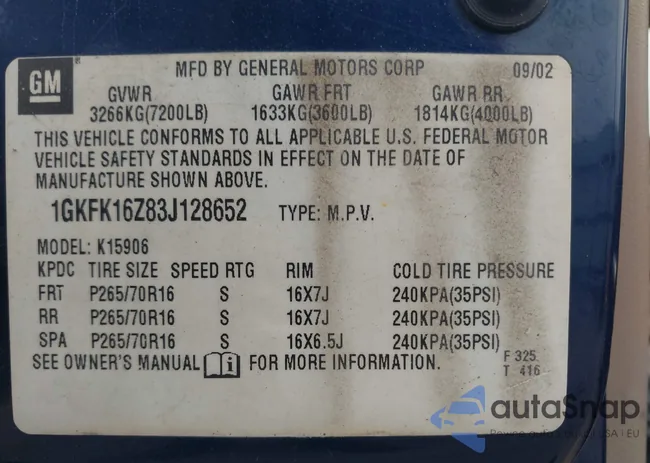 GM
MFD BY GENERAL MOTORS CORP 09/02
GVWR GAWR FRT GAWR RR
3266KG(7200LB) 1633KG(3600LB) 1814KG(4000LB)
THIS VEHICLE CONFORMS TO ALL APPLICABLE U.S. FEDERAL MOTOR
VEHICLE SAFETY STANDARDS IN EFFECT ON THE DATE OF
MANUFACTURE SHOWN ABOVE.
1GKFK16Z83J128652 TYPE: M.P.V.
MODEL: K15906
KPDC TIRE SIZE SPEED RTG RIM COLD TIRE PRESSURE
FRT P265/70R16 S 16X7J 240KPA(35PSI)
RR P265/70R16 S 16X7J 240KPA(35PSI)
SPA P265/70R16 S 16X6.5J 240KPA(35PSI)
SEE OWNER'S MANUAL i FOR MORE INFORMATION.
F 325
T 416
autaSnap
USA | EU